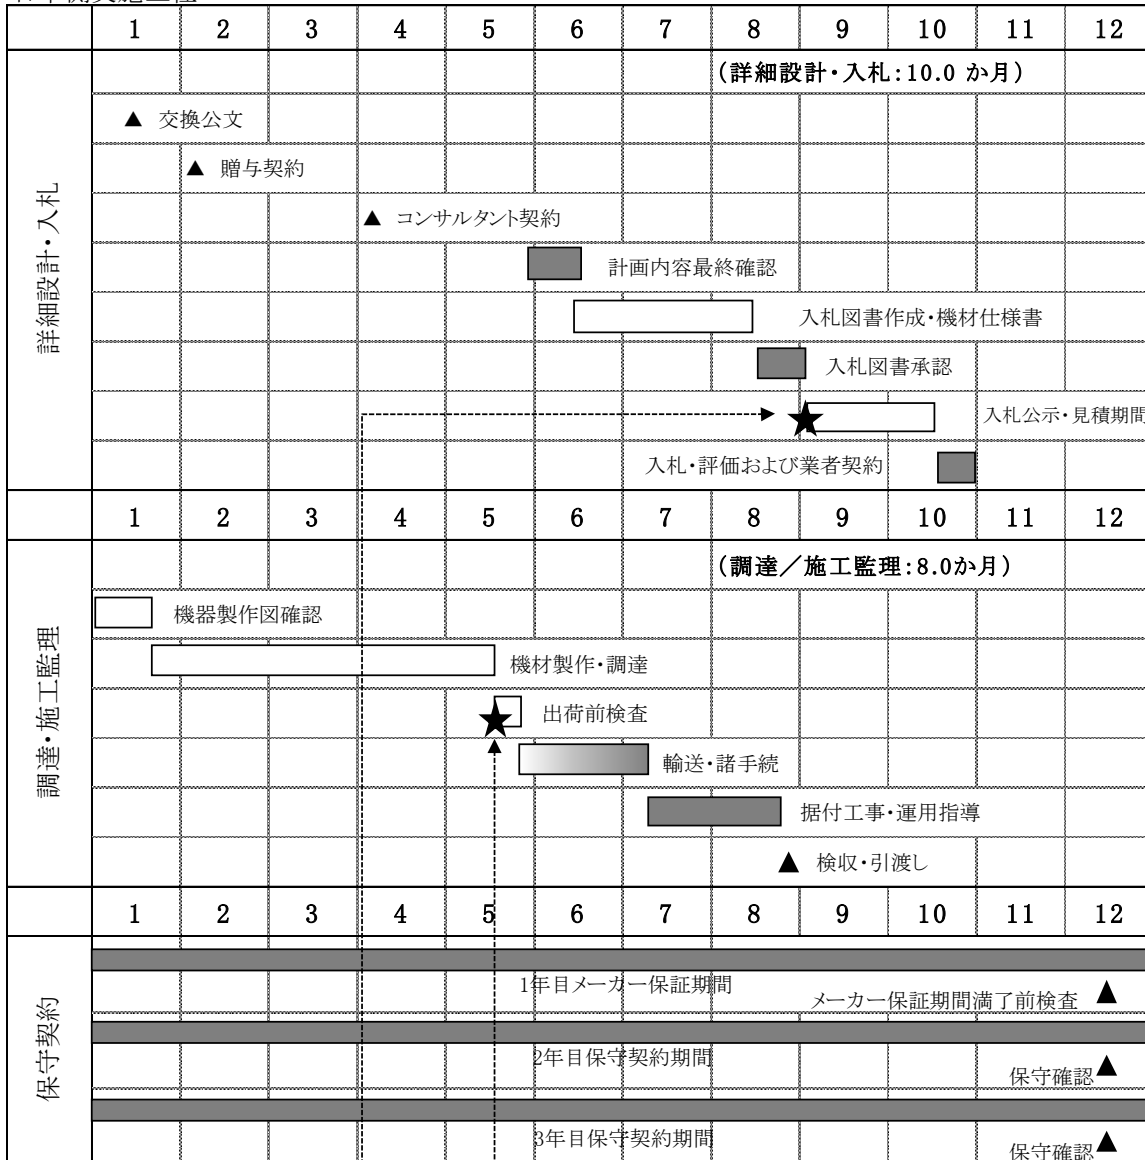 1 2 3 4 5 6 7 8 9 10 11 12
詳細設計・入札
(詳細設計・入札:10.0 か月)
▲ 交換公文
▲ 贈与契約
▲ コンサルタント契約
計画内容最終確認
入札図書作成・機材仕様書
入札図書承認
入札公示・見積期間
入札・評価および業者契約
1 2 3 4 5 6 7 8 9 10 11 12
調達・施工監理
(調達/施工監理:8.0か月)
機器製作図確認
機材製作・調達
出荷前検査
輸送・諸手続
据付工事・運用指導
▲ 検収・引渡し
1 2 3 4 5 6 7 8 9 10 11 12
保守契約
1年目メーカー保証期間
メーカー保証期間満了前検査 ▲
2年目保守契約期間
保守確認▲
3年目保守契約期間
保守確認▲